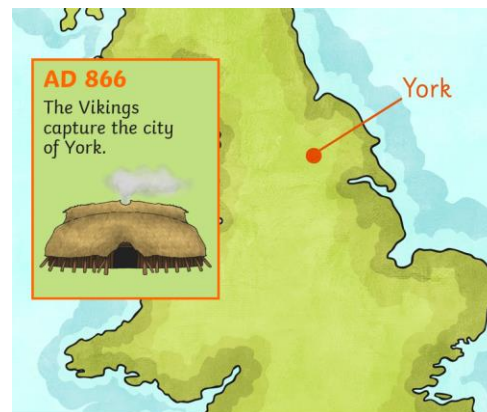 AD 866
The Vikings
capture the city
of York.
York